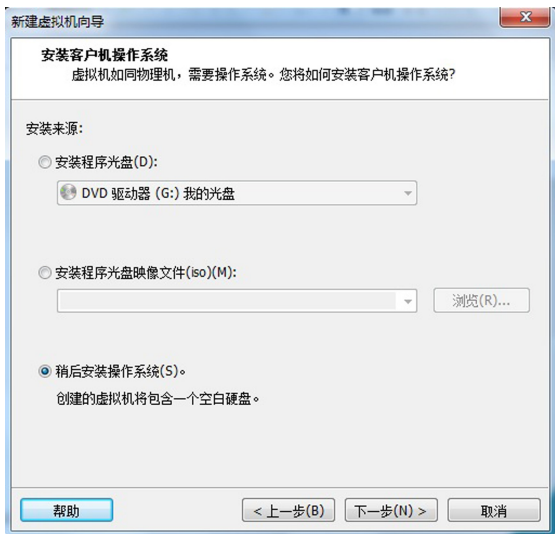 新建虚拟机向导
安装客户机操作系统
虚拟机如同物理机，需要操作系统。您将如何安装客户机操作系统?
安装来源:
安装程序光盘(D):
DVD 驱动器 (G:) 我的光盘
安装程序光盘映像文件(iso)(M):
浏览(R)...
稍后安装操作系统(S)。
创建的虚拟机将包含一个空白硬盘。
帮助
< 上一步(B)
下一步(N) >
取消